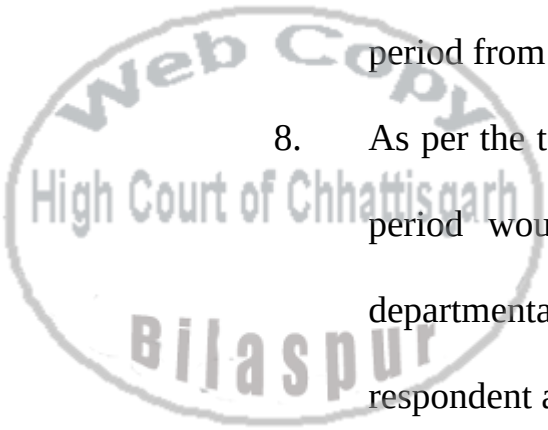 Web Copy
High Court of Chhattisgarh
Bilaspur
period from
8. As per the t
period wou
departmenta
respondent a